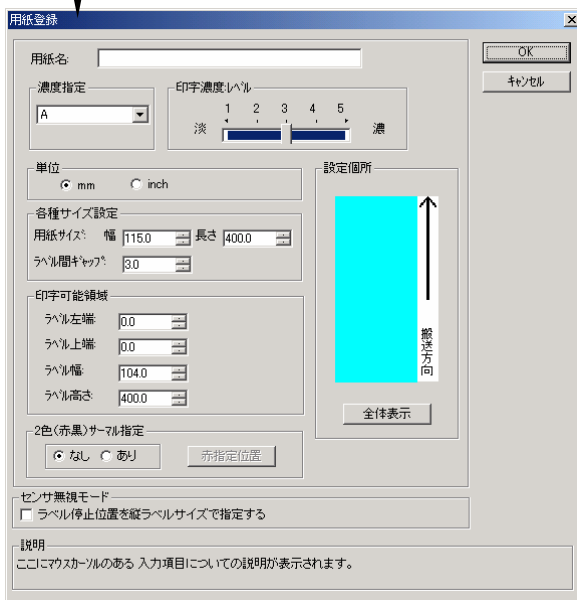 用紙登録
用紙名:
OK
キャンセル
濃度指定
A
印字濃度:レベル
1 2 3 4 5
淡 濃
単位
mm inch
各種サイズ設定
用紙サイズ: 幅 115.0 長さ 400.0
ラベル間ギャップ: 3.0
印字可能領域
ラベル左端: 0.0
ラベル上端: 0.0
ラベル幅: 104.0
ラベル高さ: 400.0
2色(赤黒)サーマル指定
なし あり 赤指定位置
設定個所
搬送方向
全体表示
センサ無視モード
ラベル停止位置を縦ラベルサイズで指定する
説明
ここにマウスカーソルのある 入力項目についての説明が表示されます。